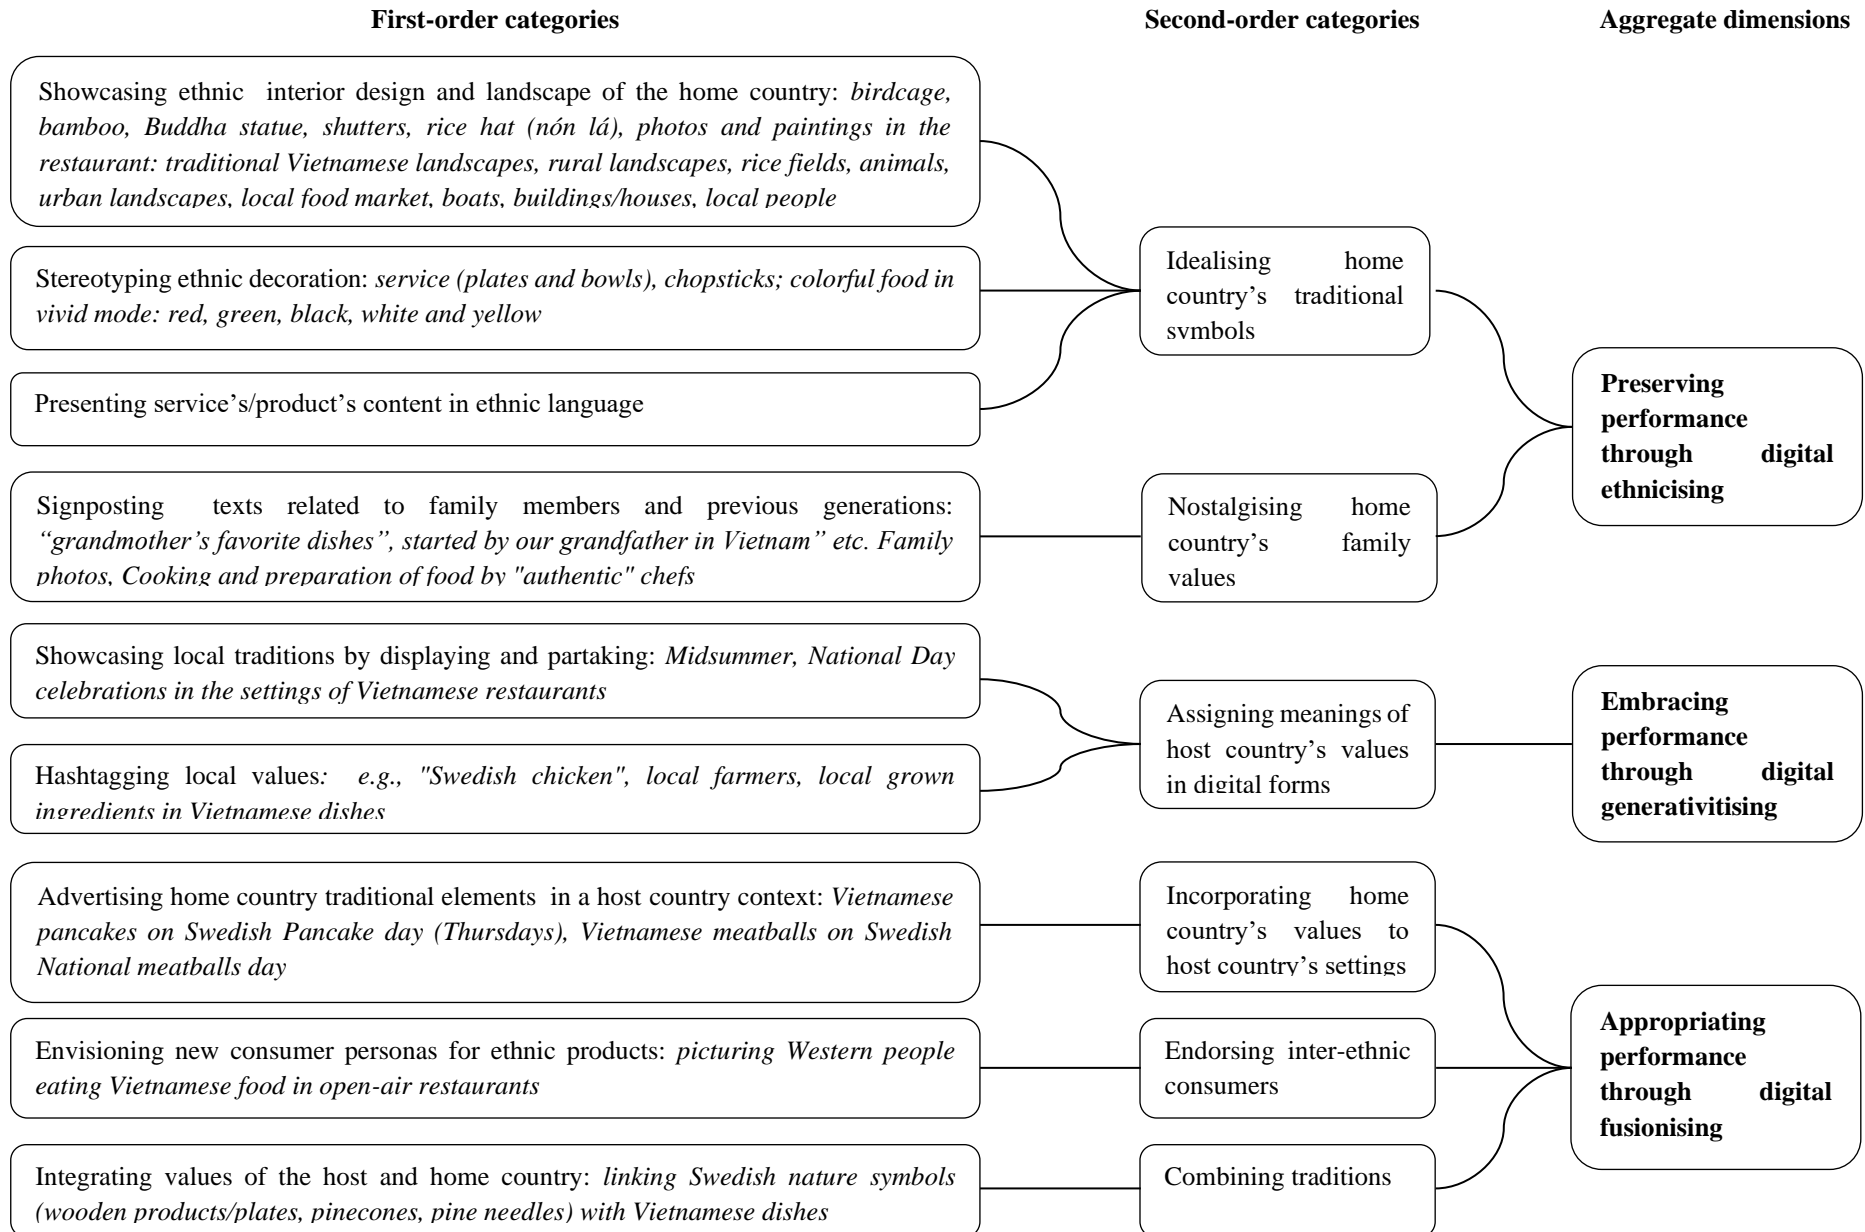 First-order categories
Second-order categories
Aggregate dimensions
Showcasing ethnic interior design and landscape of the home country: birdcage,
bamboo, Buddha statue, shutters, rice hat (nón lá), photos and paintings in the
restaurant: traditional Vietnamese landscapes, rural landscapes, rice fields, animals,
urban landscapes, local food market, boats, buildings/houses, local people
Stereotyping ethnic decoration: service (plates and bowls), chopsticks; colorful food in
vivid mode: red, green, black, white and yellow
Presenting service’s/product’s content in ethnic language
Idealising home
country’s traditional
symbols
Signposting texts related to family members and previous generations:
“grandmother’s favorite dishes”, started by our grandfather in Vietnam” etc. Family
photos, Cooking and preparation of food by "authentic" chefs
Nostalgising home
country’s family
values
Preserving
performance
through digital
ethnicising
Showcasing local traditions by displaying and partaking: Midsummer, National Day
celebrations in the settings of Vietnamese restaurants
Hashtagging local values: e.g., "Swedish chicken", local farmers, local grown
ingredients in Vietnamese dishes
Assigning meanings of
host country’s values
in digital forms
Embracing
performance
through digital
generativitising
Advertising home country traditional elements in a host country context: Vietnamese
pancakes on Swedish Pancake day (Thursdays), Vietnamese meatballs on Swedish
National meatballs day
Incorporating home
country’s values to
host country’s settings
Envisioning new consumer personas for ethnic products: picturing Western people
eating Vietnamese food in open-air restaurants
Endorsing inter-ethnic
consumers
Integrating values of the host and home country: linking Swedish nature symbols
(wooden products/plates, pinecones, pine needles) with Vietnamese dishes
Combining traditions
Appropriating
performance
through digital
fusionising